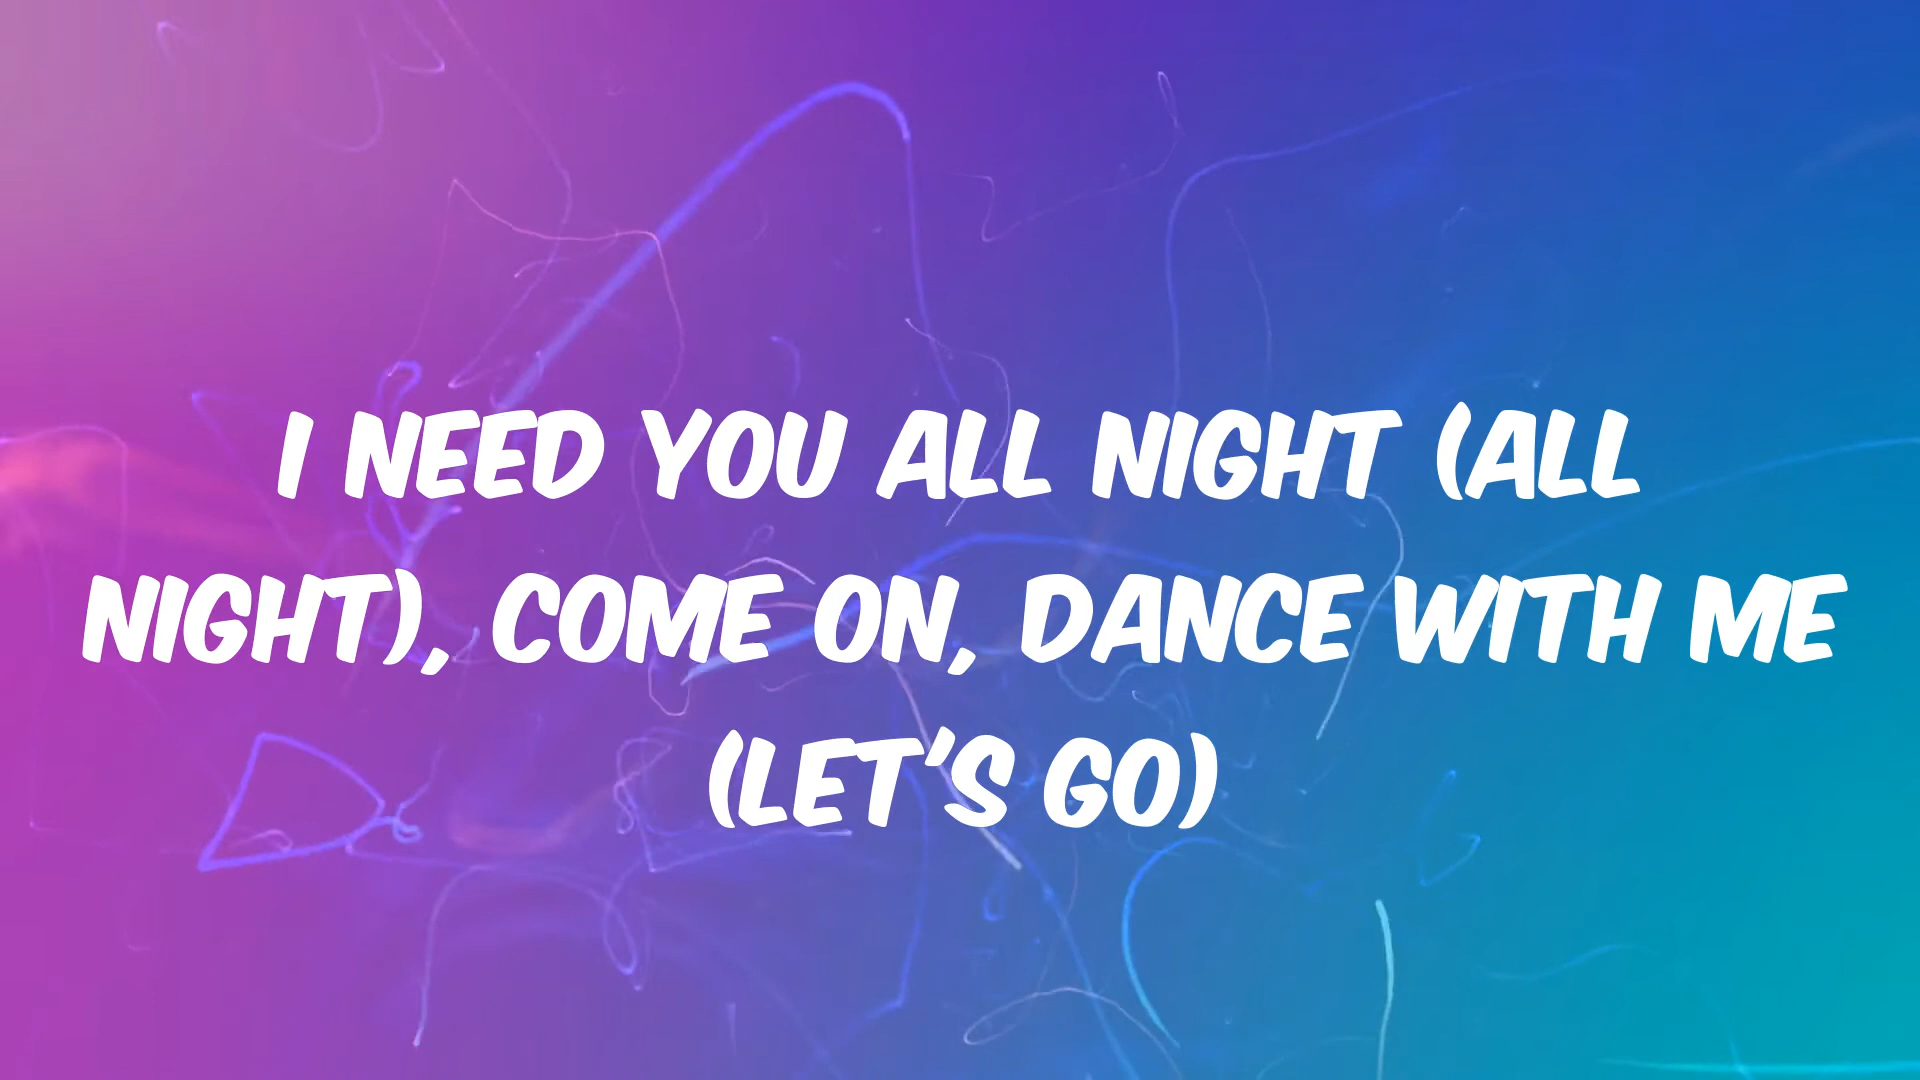 I NEED YOU ALL NIGHT (ALL
NIGHT), COME ON, DANCE WITH ME
(LET'S GO)